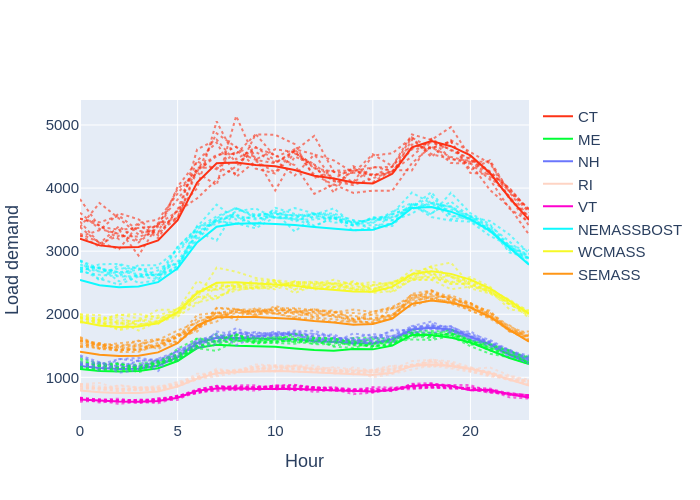 5000
4000
3000
2000
1000
0
5
10
15
20
Hour
Load demand
CT
ME
NH
RI
VT
NEMASSBOST
WCMASS
SEMASS